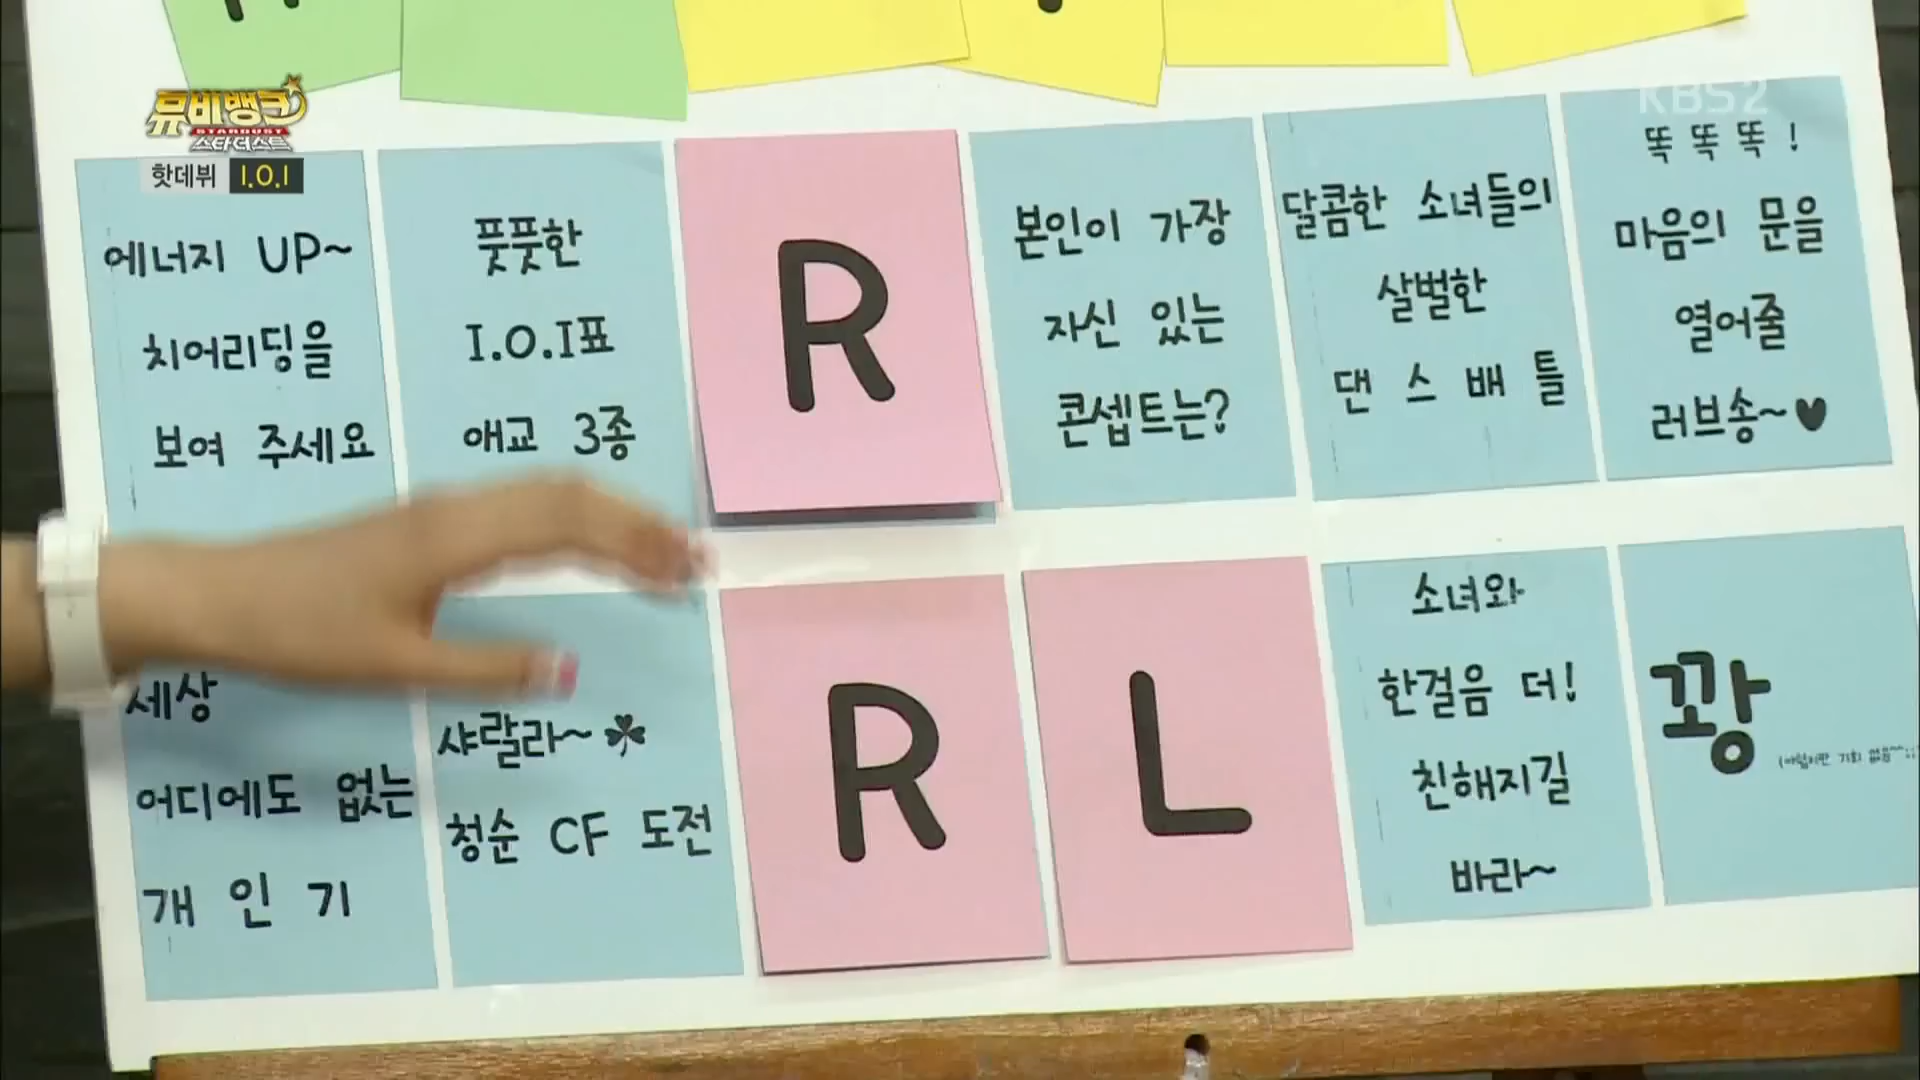 뮤비뱅크
STARDUST
스타더스트
핫데뷔 I.O.I
KBS2
에너지 UP~
치어리딩을
보여 주세요
풋풋한
I.O.I표
애교 3종
R
본인이 가장
자신 있는
콘셉트는?
달콤한 소녀들의
살벌한
댄 스 배 틀
똑 똑 똑 !
마음의 문을
열어줄
러브송~♥
세상
어디에도 없는
개 인 기
샤랄라~☘
청순 CF 도전
R
L
소녀와
한걸음 더!
친해지길
바라~
꽝